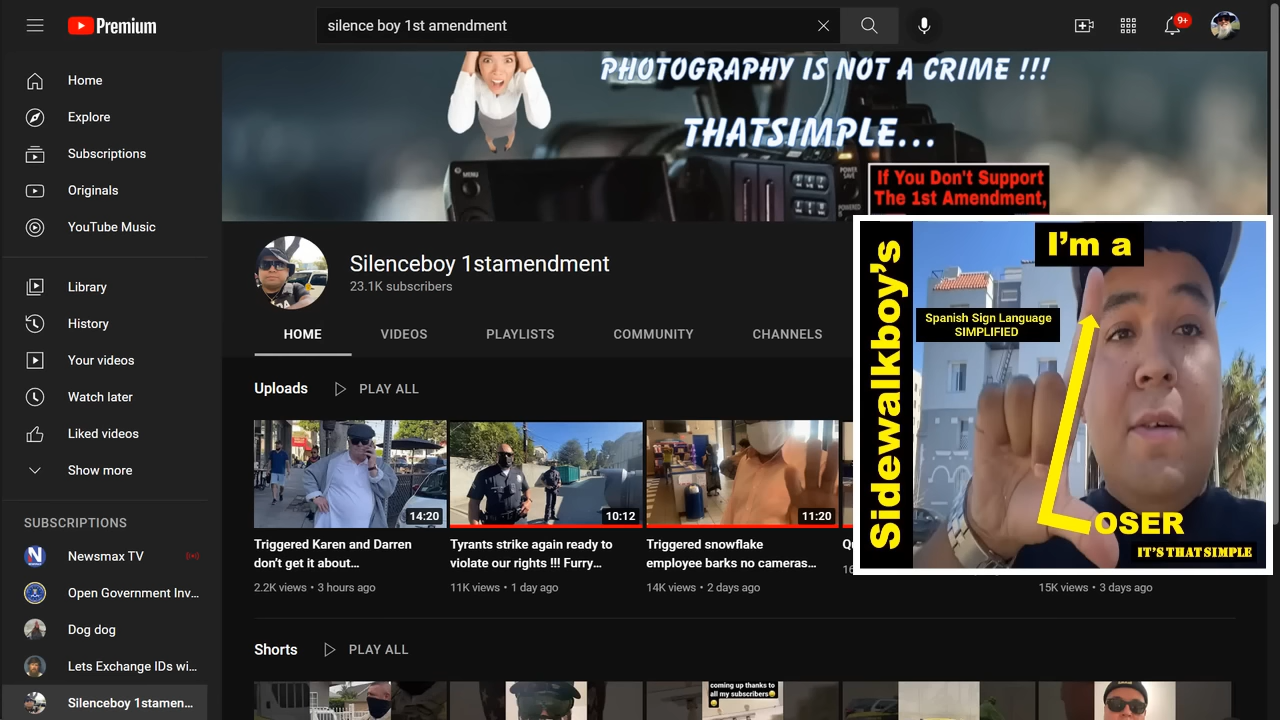 Premium
silence boy 1st amendment
9+
Home
Explore
Subscriptions
Originals
YouTube Music
Library
History
Your videos
Watch later
Liked videos
Show more
SUBSCRIPTIONS
Newsmax TV
Open Government Inv...
Dog dog
Lets Exchange IDs wi...
Silenceboy 1stamen...
PHOTOGRAPHY IS NOT A CRIME !!!
THATSIMPLE...
MENU
POWER SAVE
If You Don't Support
The 1st Amendment,
Silenceboy 1stamendment
23.1K subscribers
HOME
VIDEOS
PLAYLISTS
COMMUNITY
CHANNELS
Uploads
PLAY ALL
14:20
Triggered Karen and Darren
don't get it about...
2.2K views • 3 hours ago
10:12
Tyrants strike again ready to
violate our rights !!! Furry...
11K views • 1 day ago
11:20
Triggered snowflake
employee barks no cameras...
14K views • 2 days ago
15K views • 3 days ago
Sidewalkboy's
I'm a
Spanish Sign Language
SIMPLIFIED
OSER
IT'S THAT SIMPLE
Shorts
PLAY ALL
coming up thanks to
all my subscribers